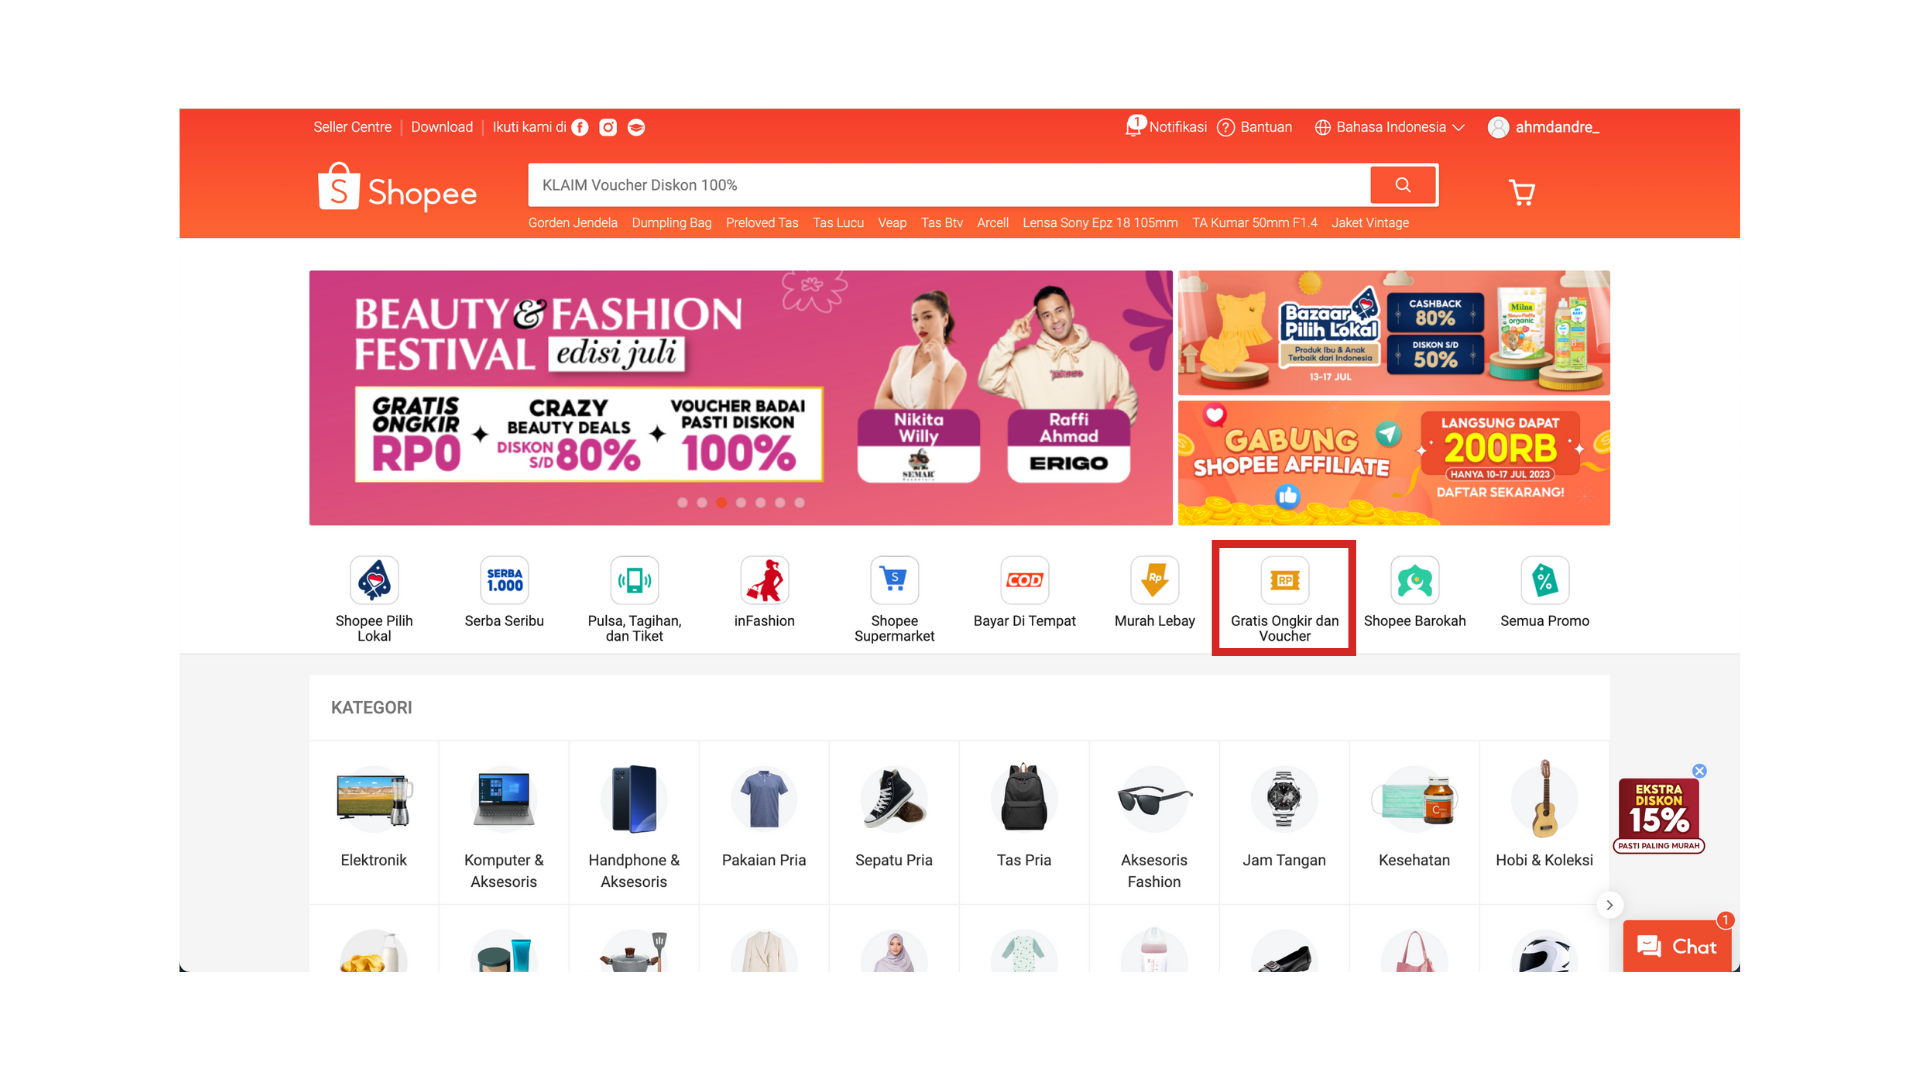 Seller Centre
Download
Ikuti kami di
1
Notifikasi
Bantuan
Bahasa Indonesia
ahmdandre_
S Shopee
KLAIM Voucher Diskon 100%
Gorden Jendela Dumpling Bag Preloved Tas Tas Lucu Veap Tas Btv Arcell Lensa Sony Epz 18 105mm TA Kumar 50mm F1.4 Jaket Vintage
BEAUTY & FASHION
FESTIVAL edisi juli
GRATIS
ONGKIR
RP0
CRAZY
BEAUTY DEALS
DISKON
S/D 80%
VOUCHER BADAI
PASTI DISKON
100%
Nikita
Willy
SEMAR
Raffi
Ahmad
ERIGO
Bazaar
Pilih Lokal
Produk Ibu & Anak
Terbaik dari Indonesia
13-17 JUL
CASHBACK
80%
DISKON S/D
50%
Milna
organic
GABUNG
SHOPEE AFFILIATE
LANGSUNG DAPAT
200RB
HANYA 10-17 JUL 2023
DAFTAR SEKARANG!
SERBA
1.000
S
COD
Rp
RP
%
Shopee Pilih
Lokal
Serba Seribu
Pulsa, Tagihan,
dan Tiket
inFashion
Shopee
Supermarket
Bayar Di Tempat
Murah Lebay
Gratis Ongkir dan
Voucher
Shopee Barokah
Semua Promo
KATEGORI
Elektronik
Komputer &
Aksesoris
Handphone &
Aksesoris
Pakaian Pria
Sepatu Pria
Tas Pria
Aksesoris
Fashion
Jam Tangan
Kesehatan
Hobi & Koleksi
EKSTRA
DISKON
15%
PASTI PALING MURAH
1
Chat